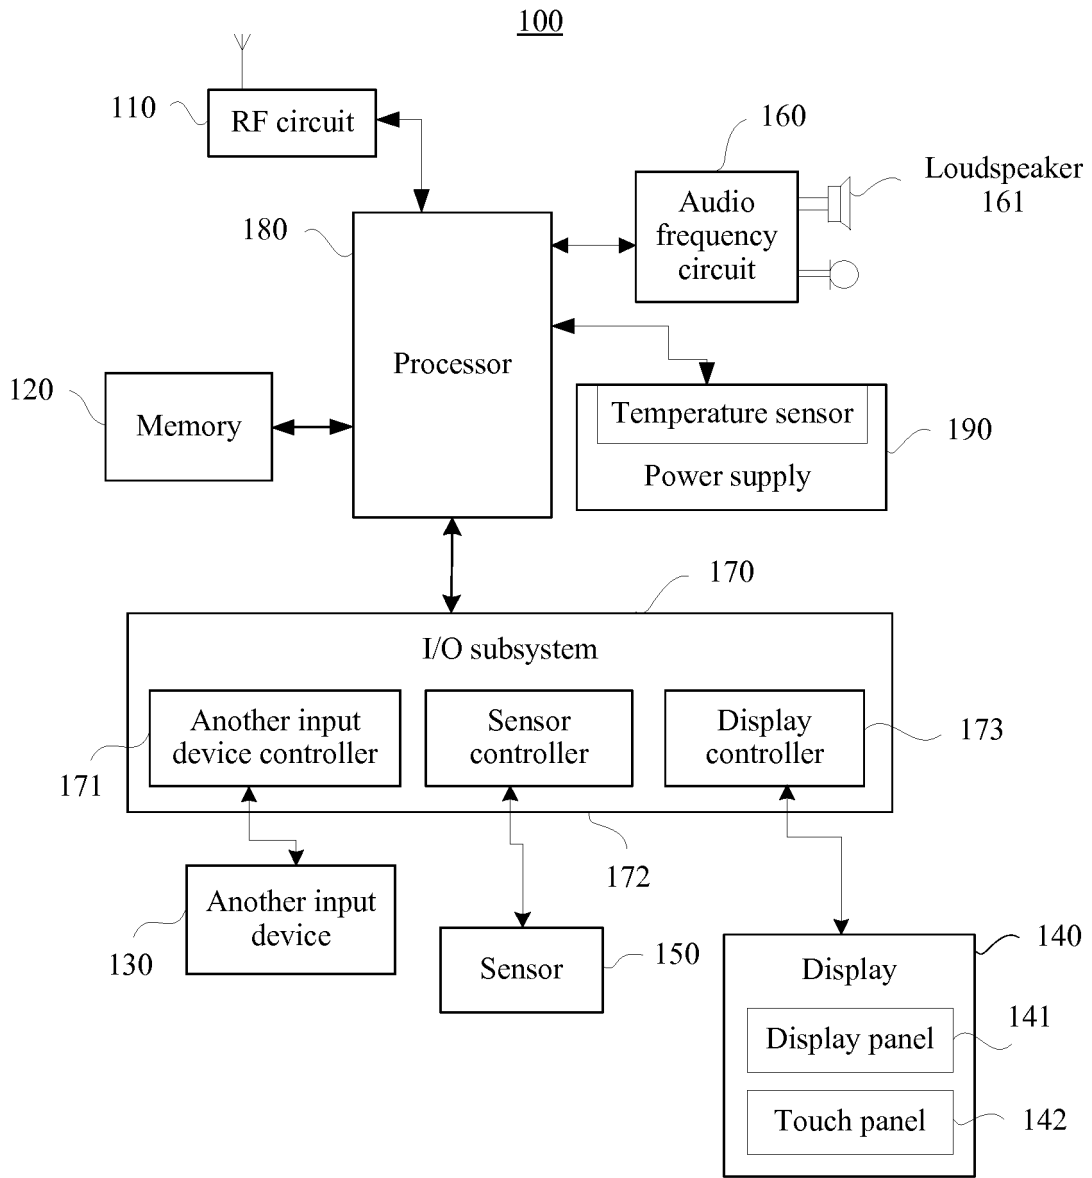 100
110
RF circuit
160
Loudspeaker
161
Audio
frequency
circuit
180
Processor
120
Memory
Temperature sensor
190
Power supply
170
I/O subsystem
Another input
device controller
Sensor
controller
Display
controller
173
171
172
Another input
device
130
Sensor
150
140
Display
Display panel
141
Touch panel
142